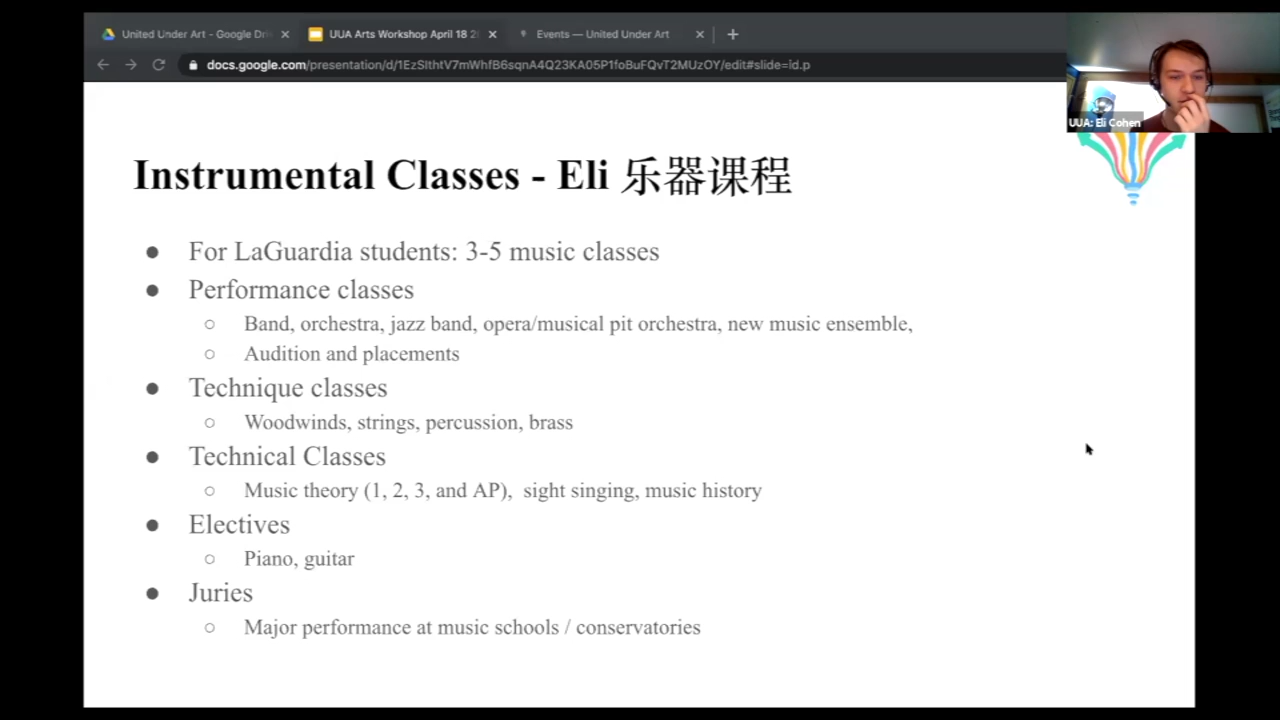 United Under Art - Google Dri
UUA Arts Workshop April 18 2
Events — United Under Art
docs.google.com/presentation/d/1EzSIthtV7mWhfB6sqnA4Q23KA05P1foBuFQvT2MUzOY/edit#slide=id.p
UUA: Eli Cohen
Instrumental Classes - Eli 乐器课程
● For LaGuardia students: 3-5 music classes
● Performance classes
○ Band, orchestra, jazz band, opera/musical pit orchestra, new music ensemble,
○ Audition and placements
● Technique classes
○ Woodwinds, strings, percussion, brass
● Technical Classes
○ Music theory (1, 2, 3, and AP),  sight singing, music history
● Electives
○ Piano, guitar
● Juries
○ Major performance at music schools / conservatories